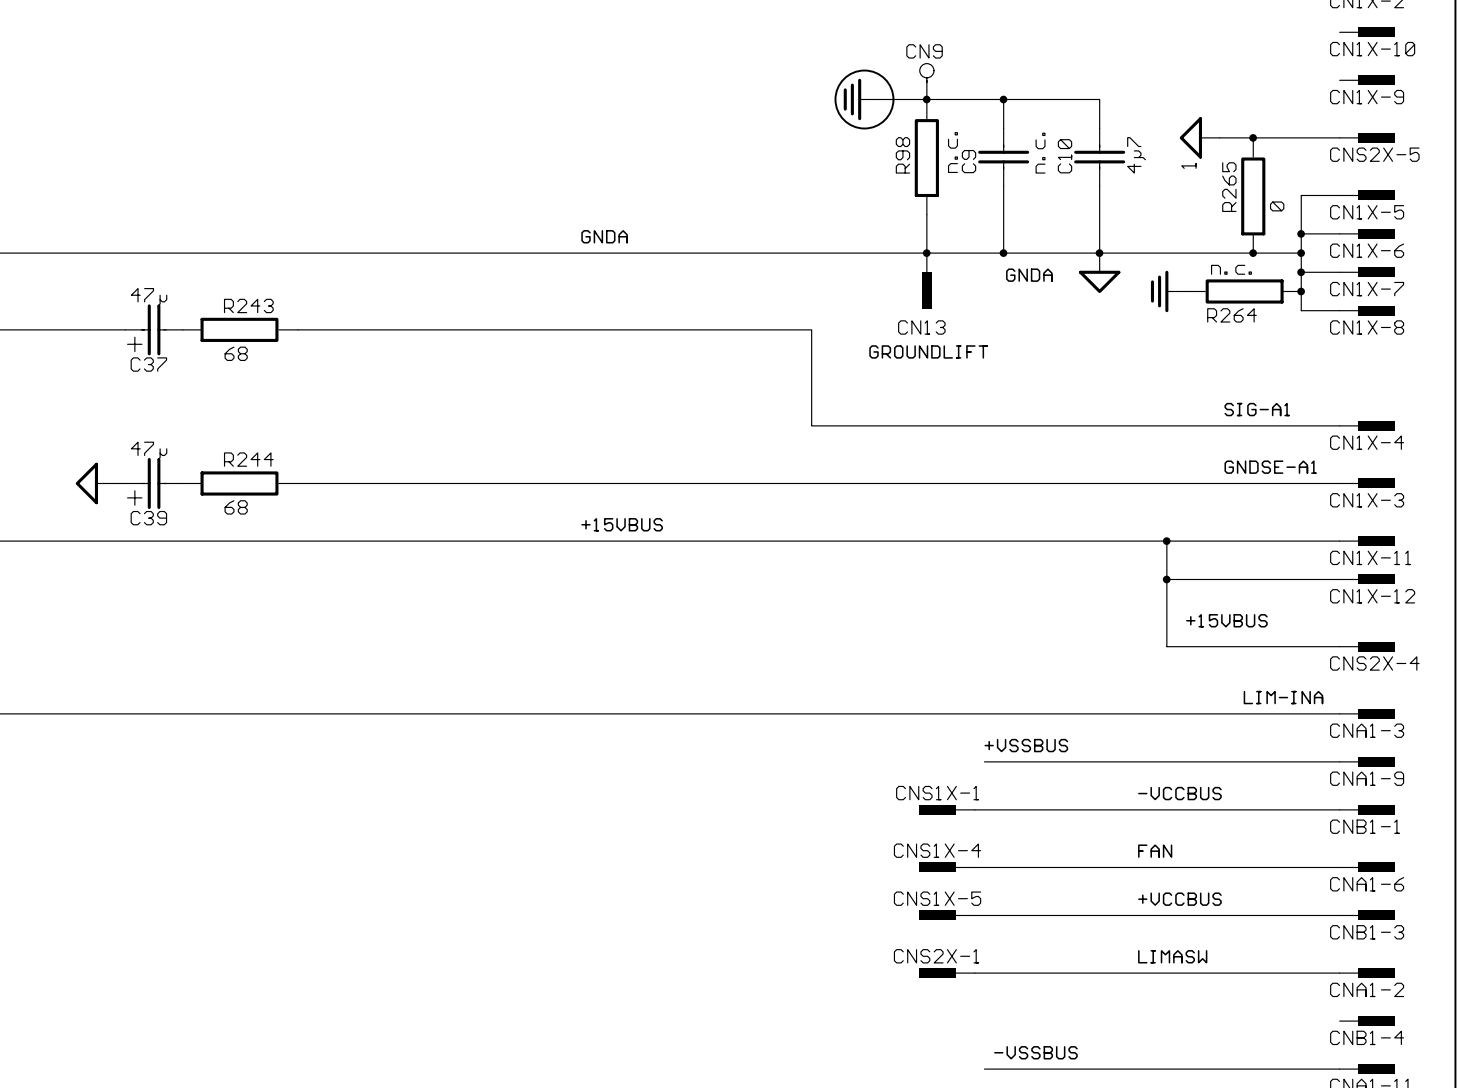 CN1X-2
CN1X-10
CN9
CN1X-9
R98
n.c.
C9
n.c.
C10
4µ7
1
CNS2X-5
R265
0
CN1X-5
GNDA
CN1X-6
GNDA
n.c.
CN1X-7
R264
47µ
R243
CN13
CN1X-8
+
68
GROUNDLIFT
C37
SIG-A1
CN1X-4
47µ
R244
GNDSE-A1
+
68
CN1X-3
C39
+15VBUS
CN1X-11
CN1X-12
+15VBUS
CNS2X-4
LIM-INA
CNA1-3
+VSSBUS
CNA1-9
CNS1X-1
-VCCBUS
CNB1-1
CNS1X-4
FAN
CNA1-6
CNS1X-5
+VCCBUS
CNB1-3
CNS2X-1
LIMASW
CNA1-2
CNB1-4
-VSSBUS
CNA1-11